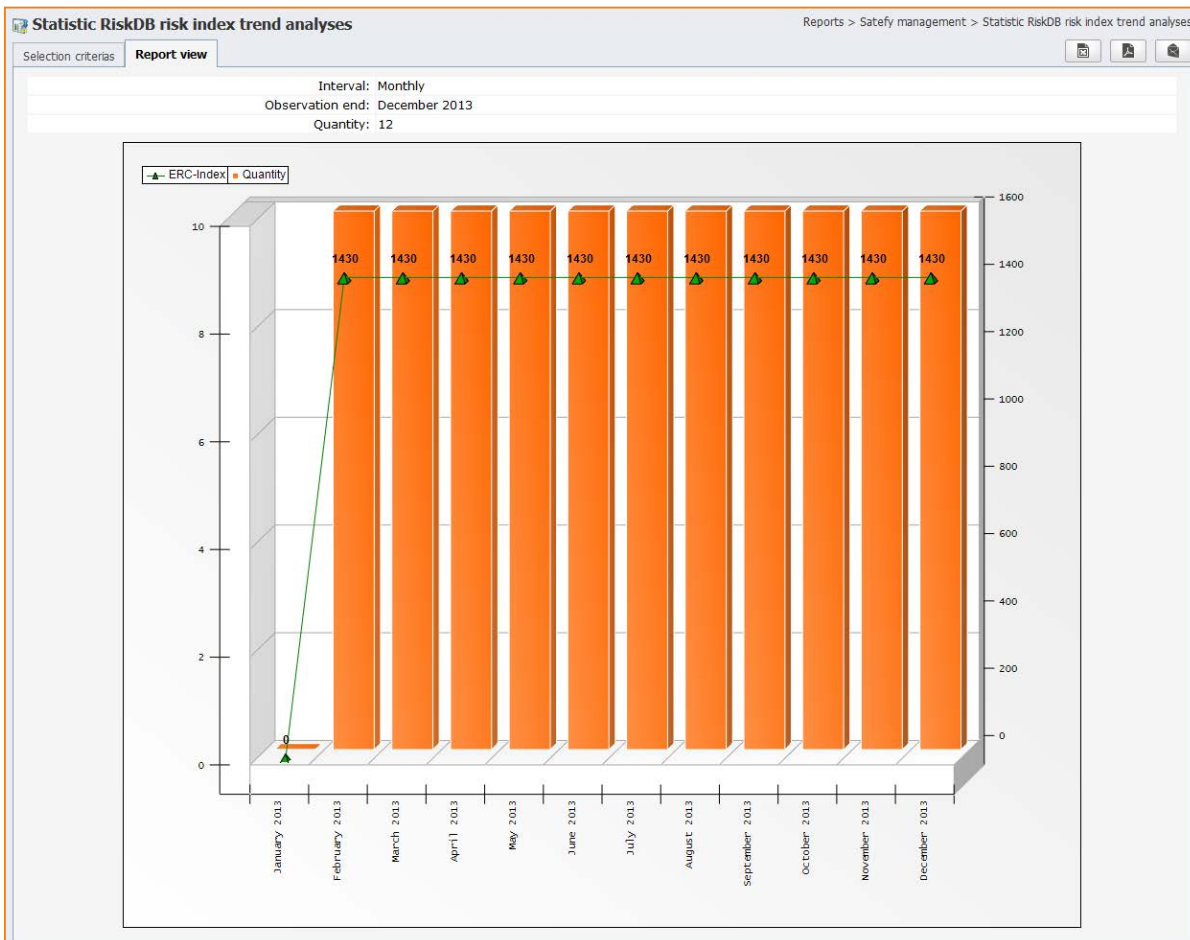 Statistic RiskDB risk index trend analyses
Reports > Satefy management > Statistic RiskDB risk index trend analyses
Selection criterias
Report view
Interval: Monthly
Observation end: December 2013
Quantity: 12
ERC-Index
Quantity
1600
10
1430 1430 1430 1430 1430 1430 1430 1430 1430 1430 1430
1400
8
1200
1000
6
800
600
4
400
2
200
0
0
0
January 2013
February 2013
March 2013
April 2013
May 2013
June 2013
July 2013
August 2013
September 2013
October 2013
November 2013
December 2013